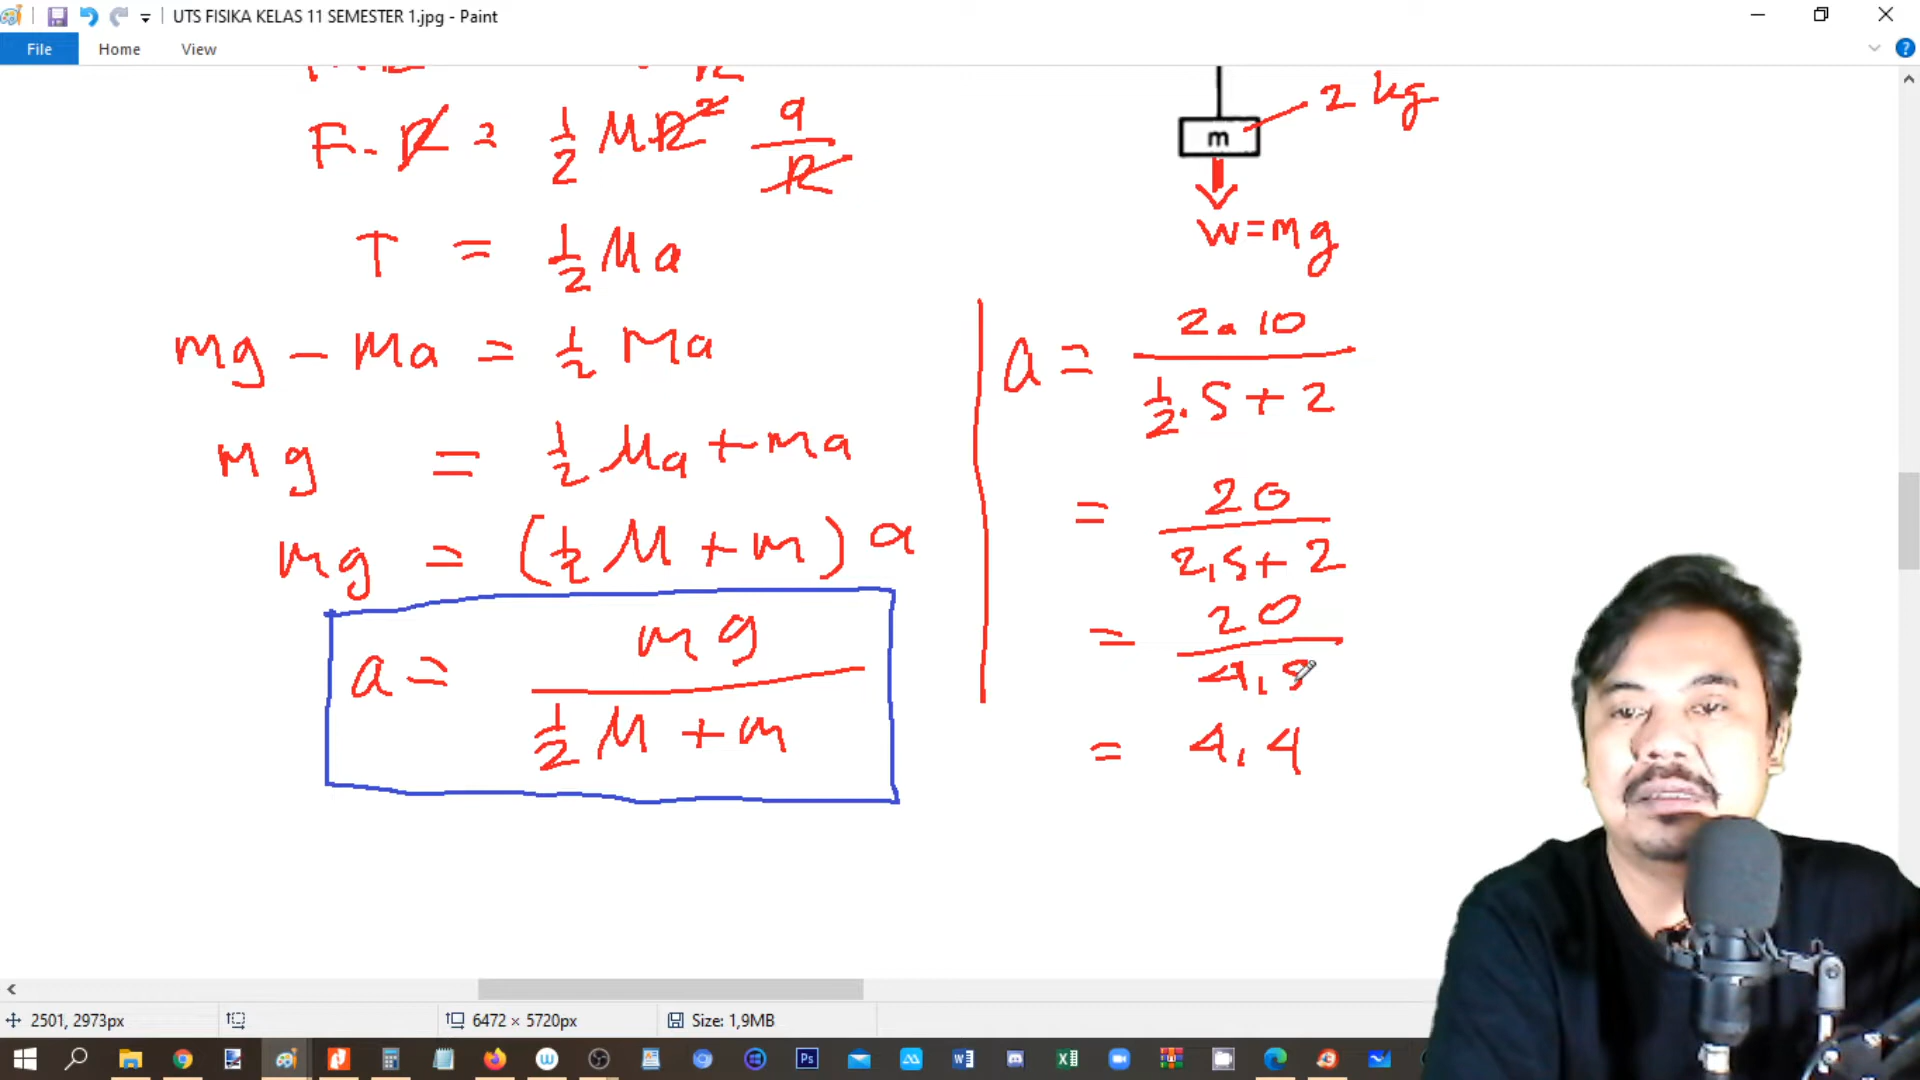 UTS FISIKA KELAS 11 SEMESTER 1.jpg - Paint
File Home View
F. R = 1/2 MR² a/R
T = 1/2 Ma
mg - Ma = 1/2 Ma
mg = 1/2 Ma + ma
mg = (1/2 M + m) a
a = mg / 1/2 M + m
2 kg
m
W = mg
a = 2 . 10 / 1/2 . 5 + 2
= 20 / 2,5 + 2
= 20 / 4,5
= 4,4
2501, 2973px
6472 × 5720px
Size: 1,9MB